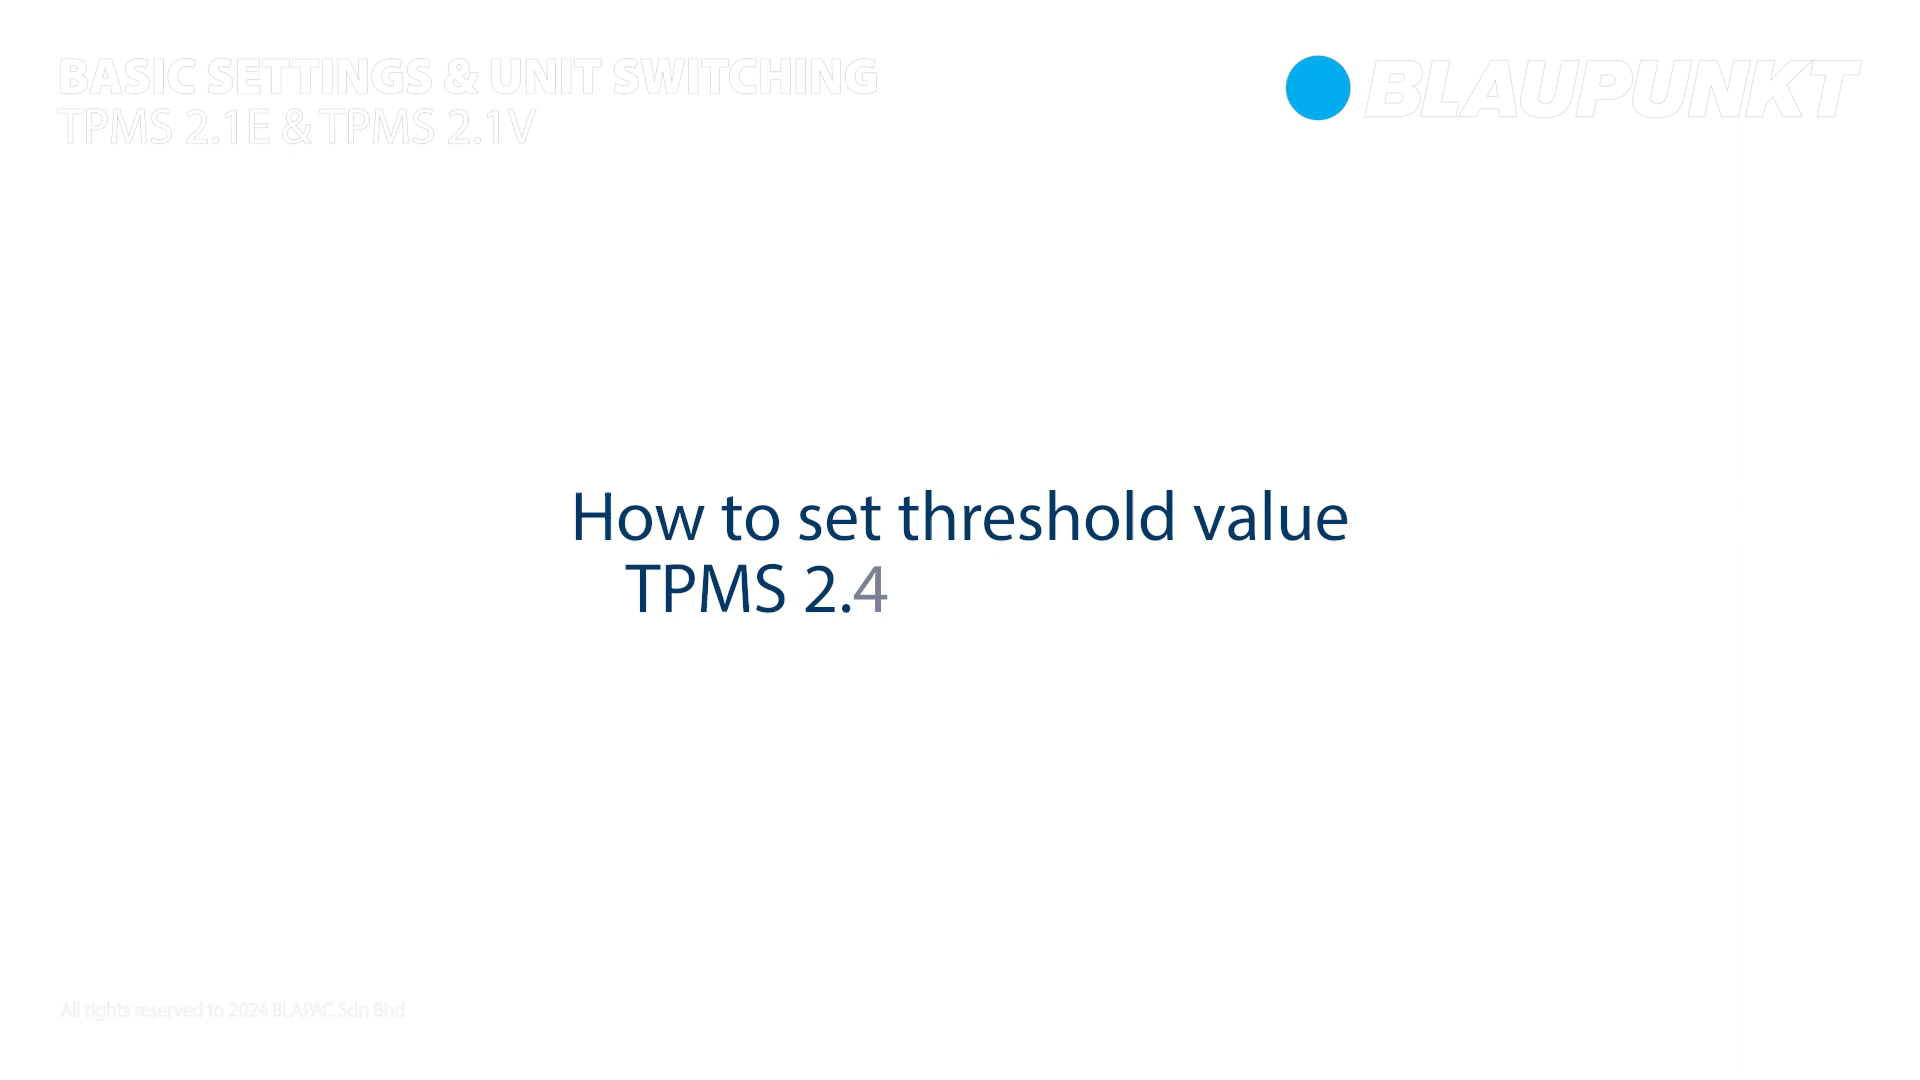 BASIC SETTINGS & UNIT SWITCHING
TPMS 2.1E & TPMS 2.1V
BLAUPUNKT
How to set threshold value
TPMS 2.4
All rights reserved to 2024 BLAPAC Sdn Bhd